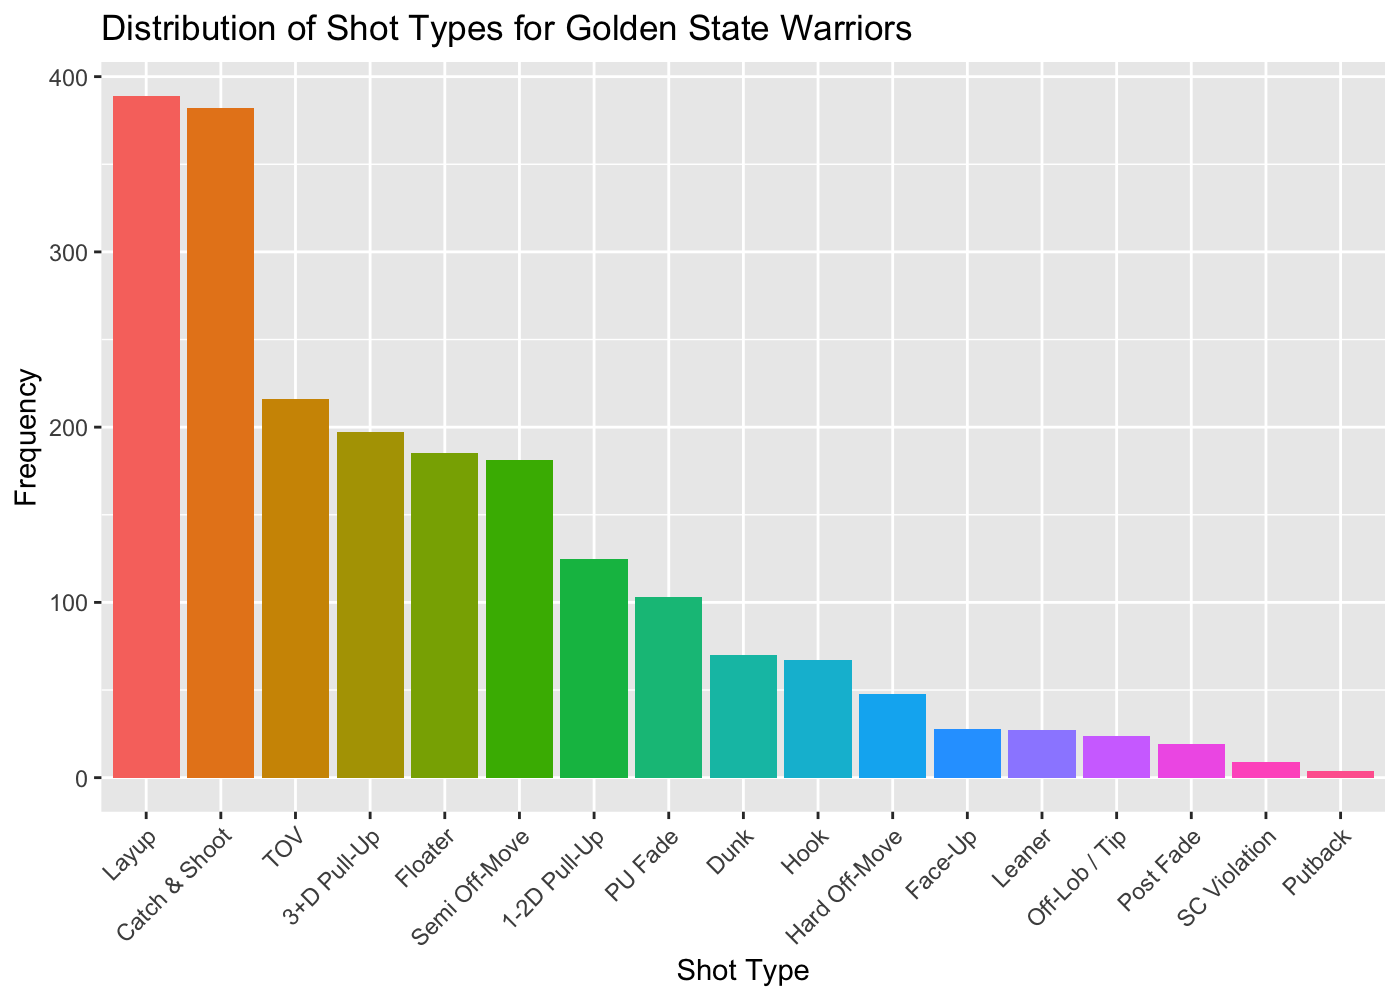 Distribution of Shot Types for Golden State Warriors
400
300
200
100
0
Frequency
Layup
Catch & Shoot
TOV
3+D Pull-Up
Floater
Semi Off-Move
1-2D Pull-Up
PU Fade
Dunk
Hook
Hard Off-Move
Face-Up
Leaner
Off-Lob / Tip
Post Fade
SC Violation
Putback
Shot Type